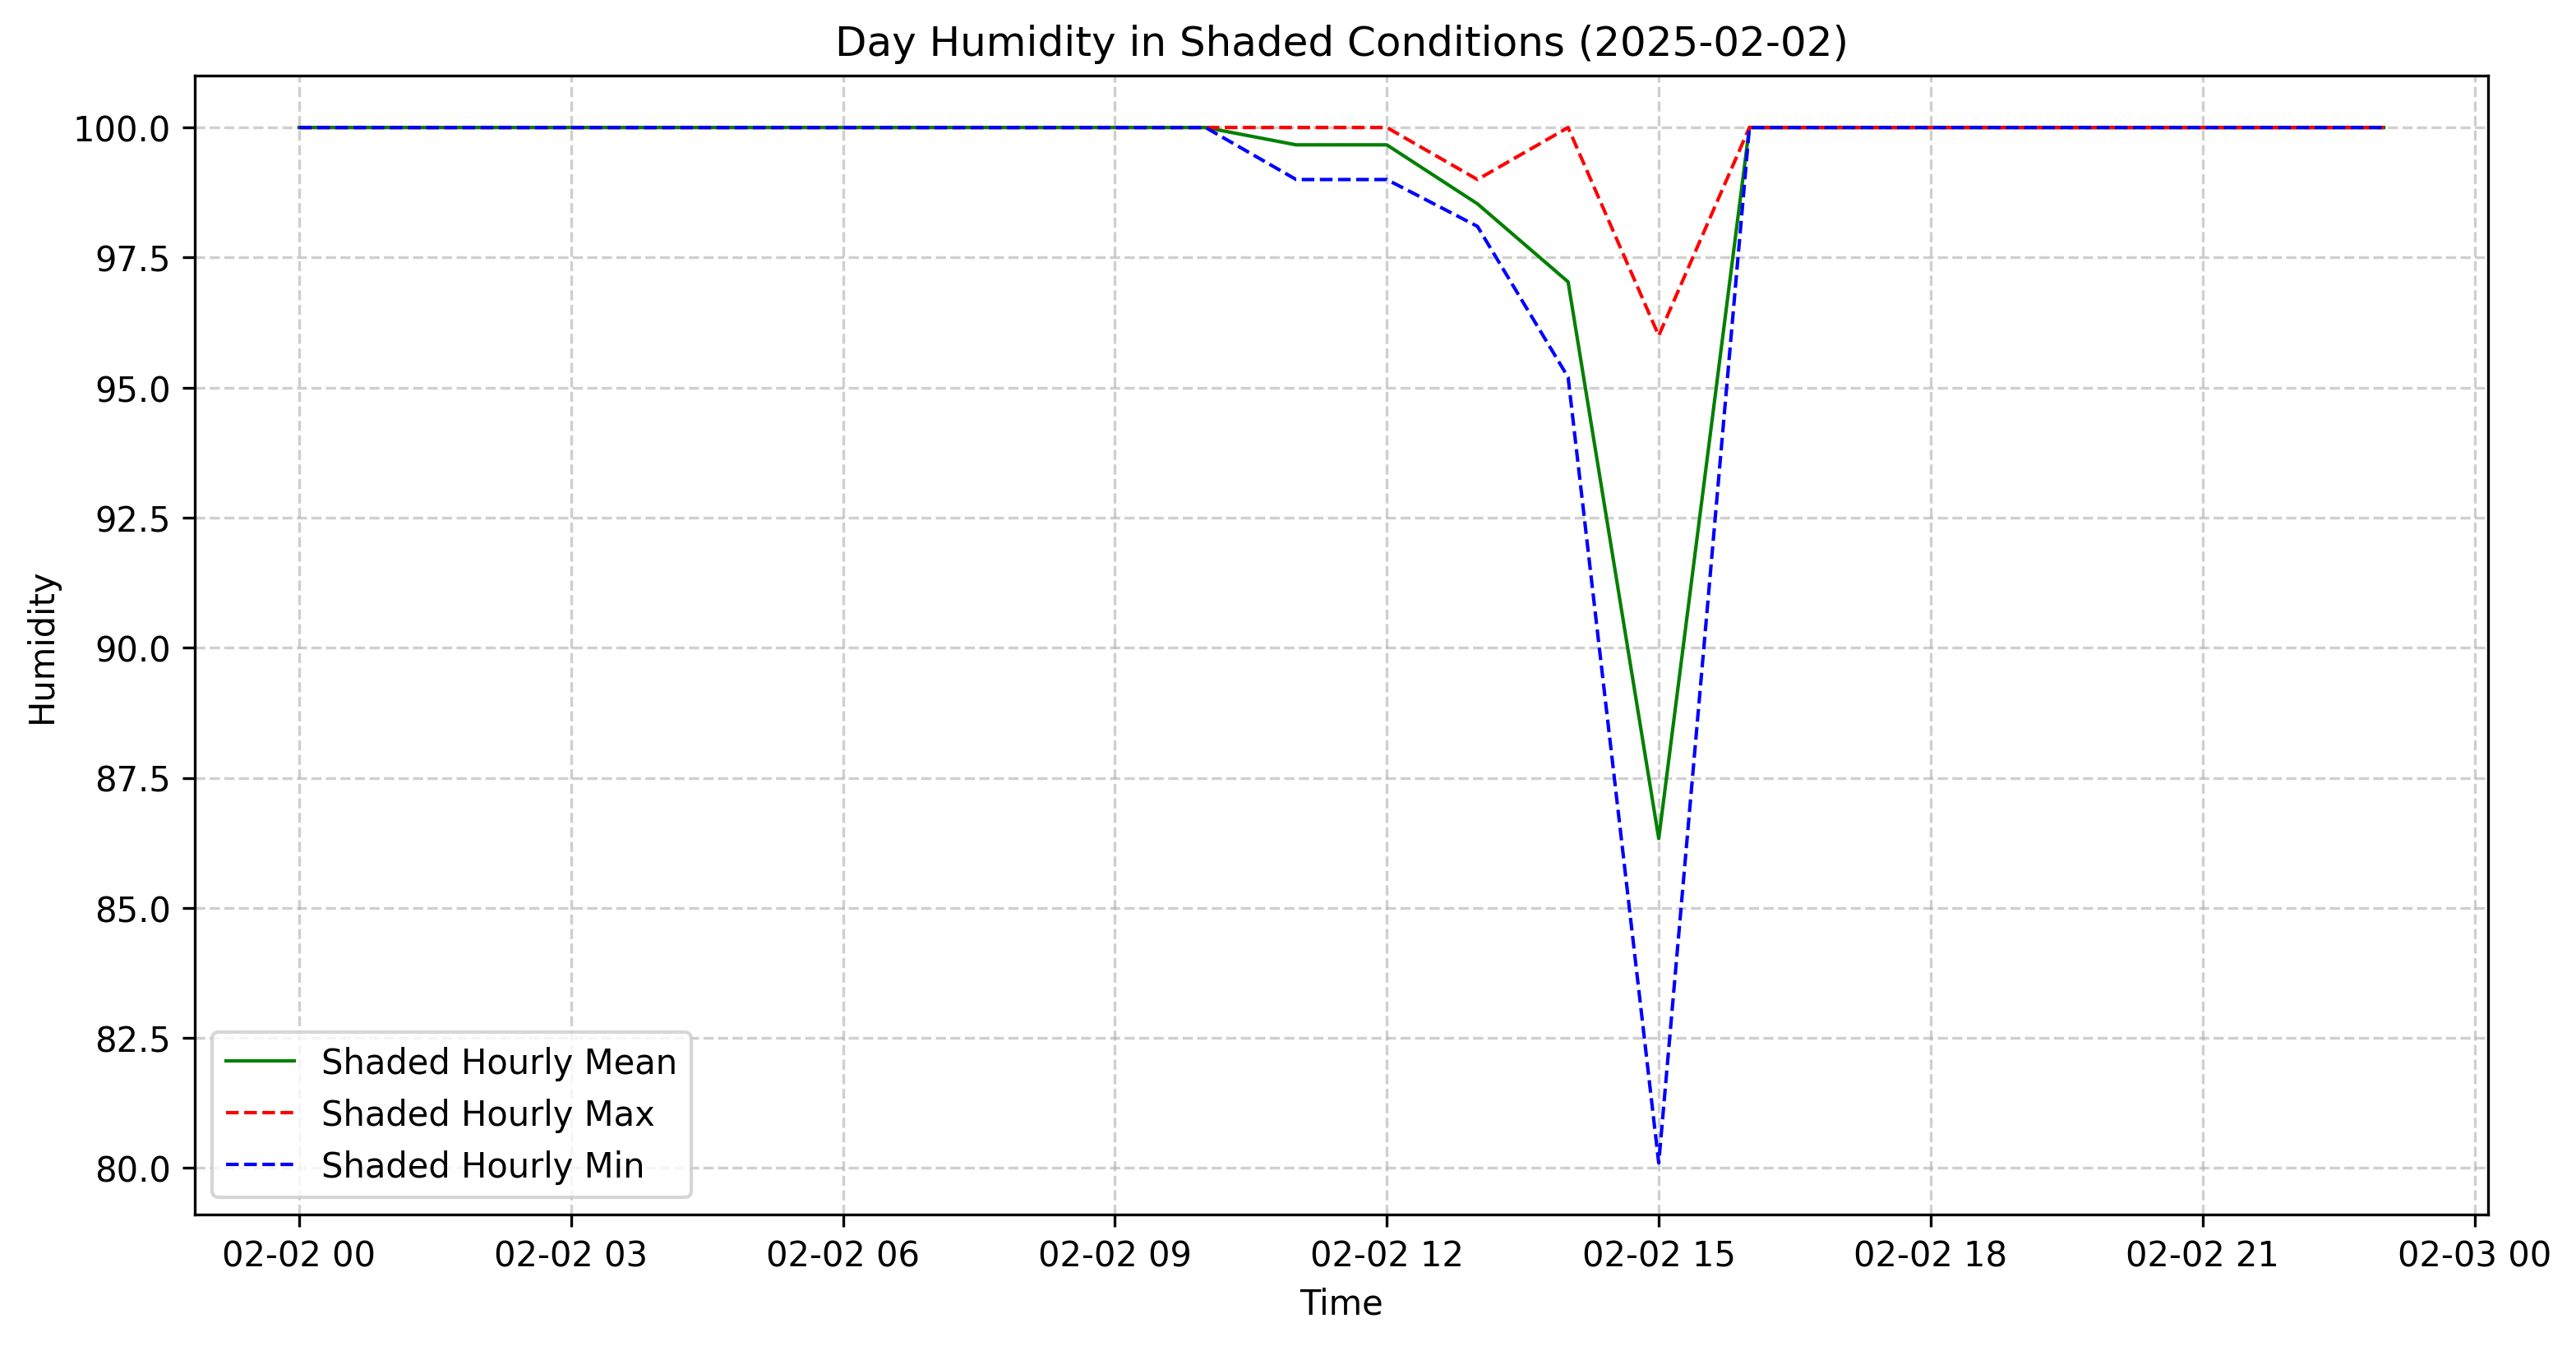 Day Humidity in Shaded Conditions (2025-02-02)
100.0
97.5
95.0
92.5
90.0
87.5
85.0
82.5
80.0
Humidity
Shaded Hourly Mean
Shaded Hourly Max
Shaded Hourly Min
02-02 00 02-02 03 02-02 06 02-02 09 02-02 12 02-02 15 02-02 18 02-02 21 02-03 00
Time